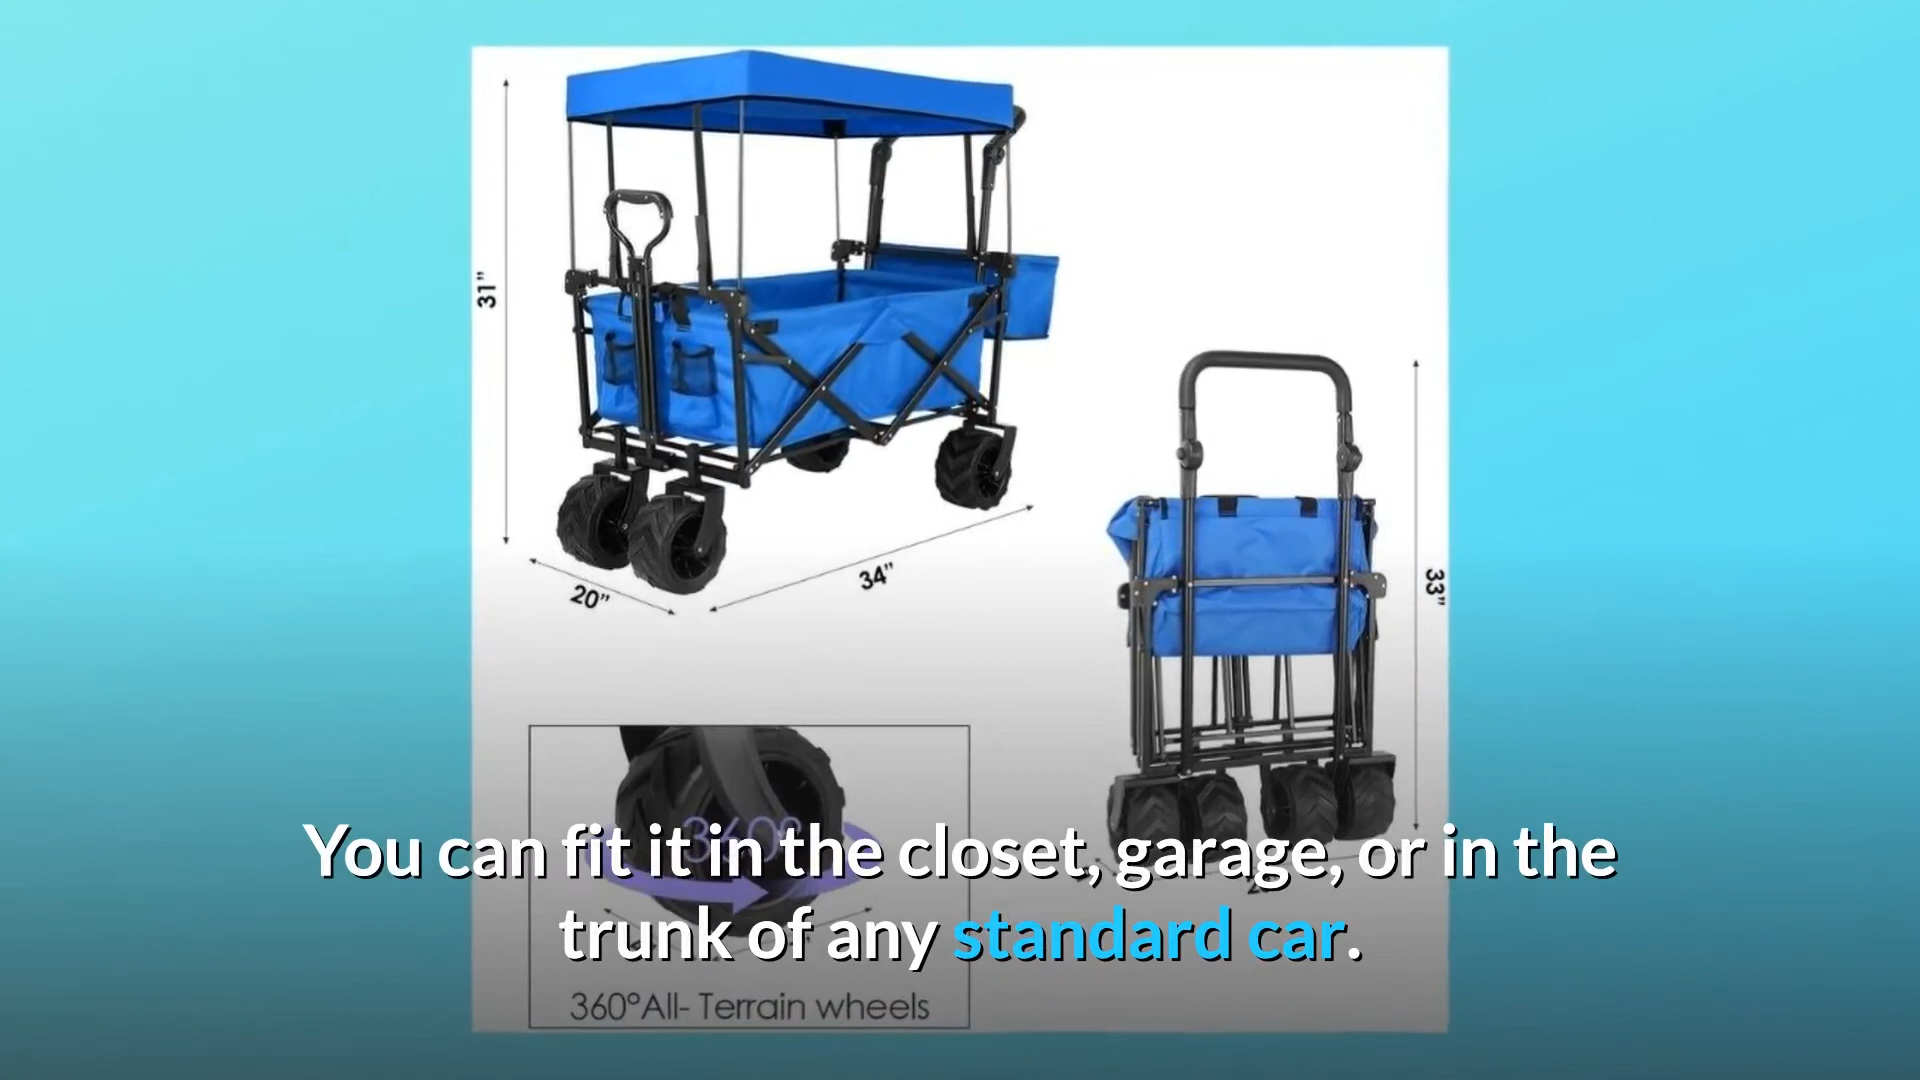 31”
20”
34”
33”
360°
You can fit it in the closet, garage, or in the
trunk of any standard car.
360°All- Terrain wheels